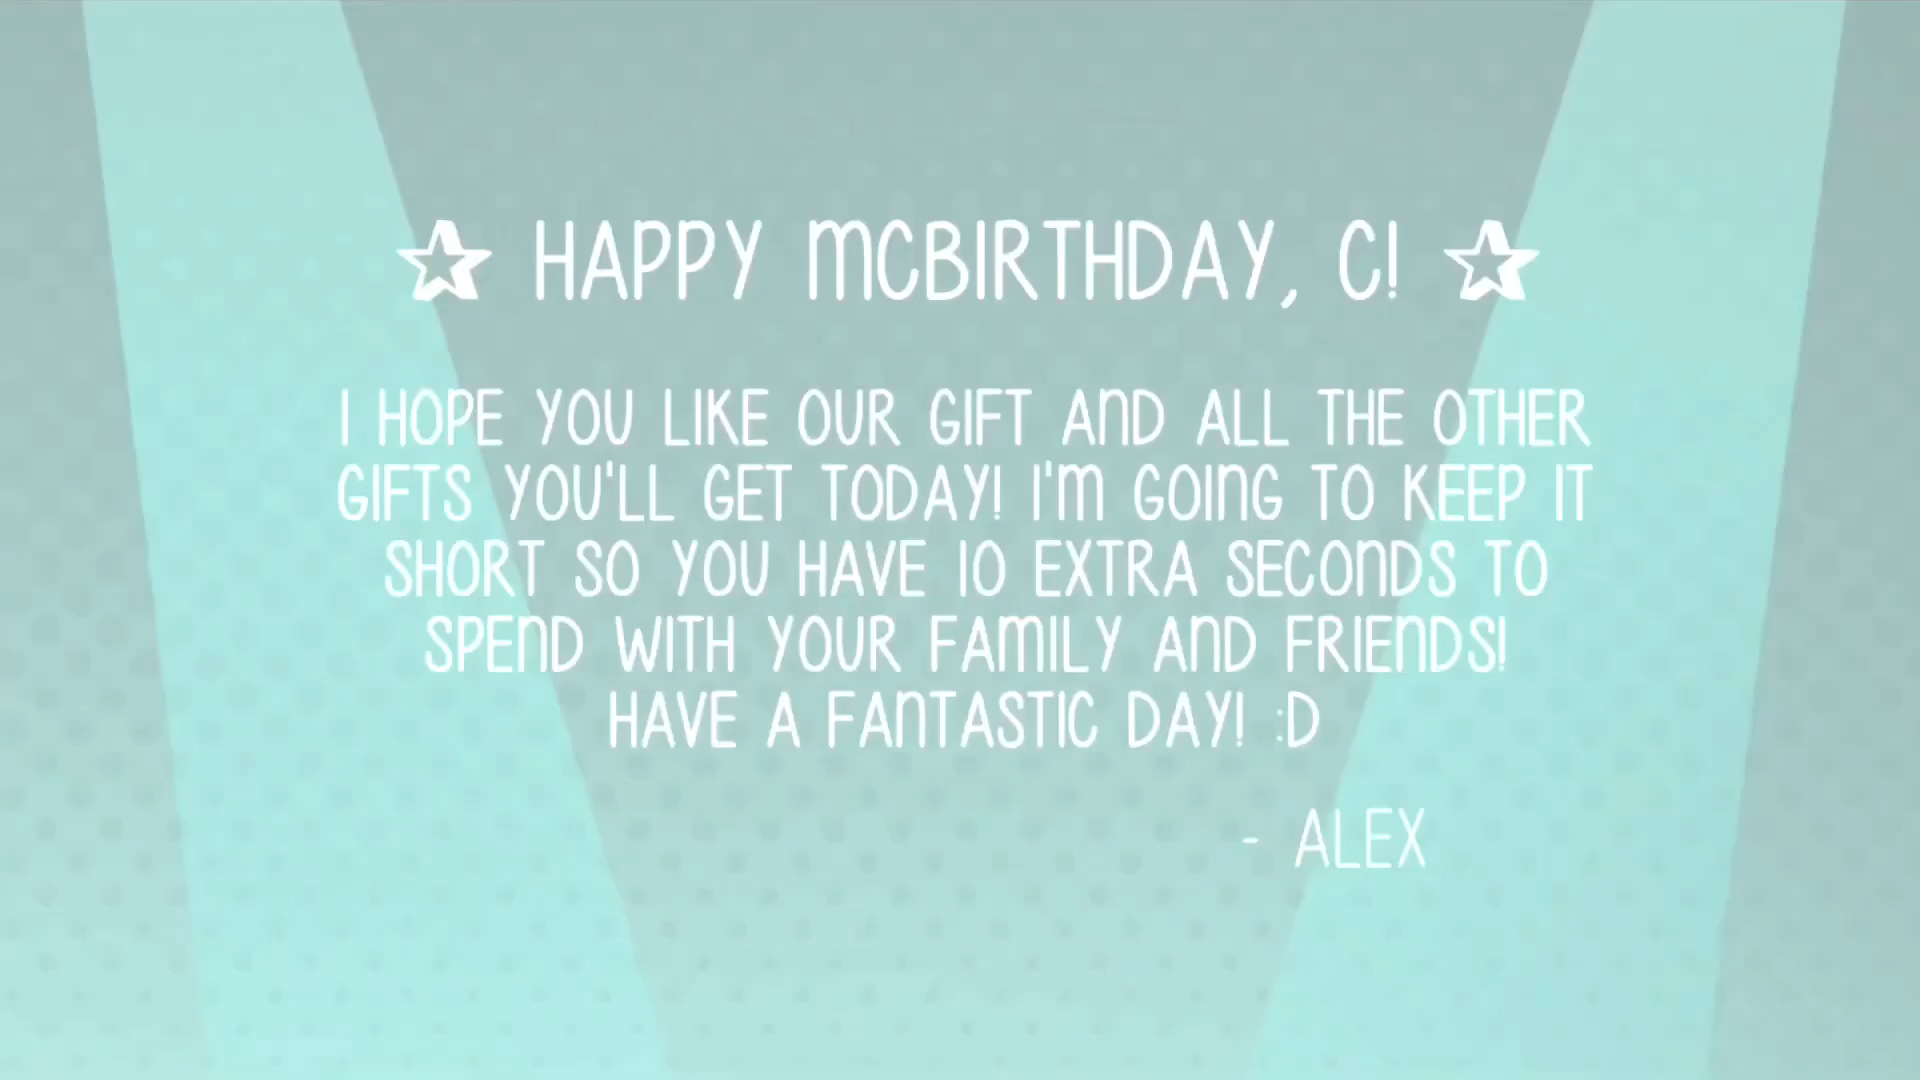 ☆ HAPPY MCBIRTHDAY, C! ☆
I HOPE YOU LIKE OUR GIFT AND ALL THE OTHER
GIFTS YOU'LL GET TODAY! I'M GOING TO KEEP IT
SHORT SO YOU HAVE 10 EXTRA SECONDS TO
SPEND WITH YOUR FAMILY AND FRIENDS!
HAVE A FANTASTIC DAY! :D
- ALEX